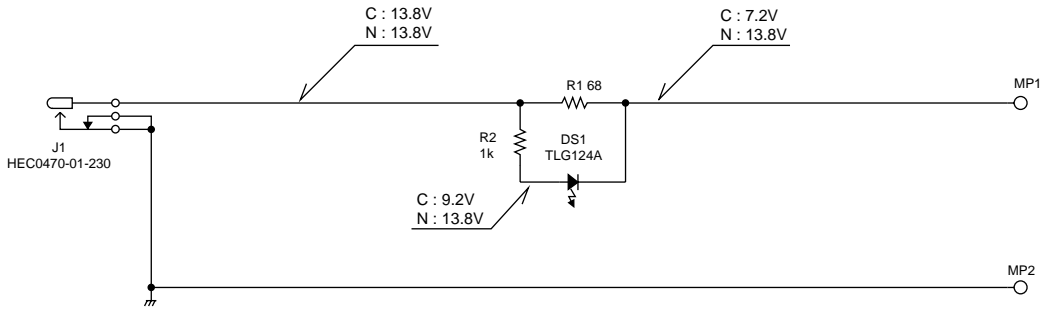 C : 13.8V
N : 13.8V
C : 7.2V
N : 13.8V
R1 68
MP1
J1
HEC0470-01-230
R2
1k
DS1
TLG124A
C : 9.2V
N : 13.8V
MP2